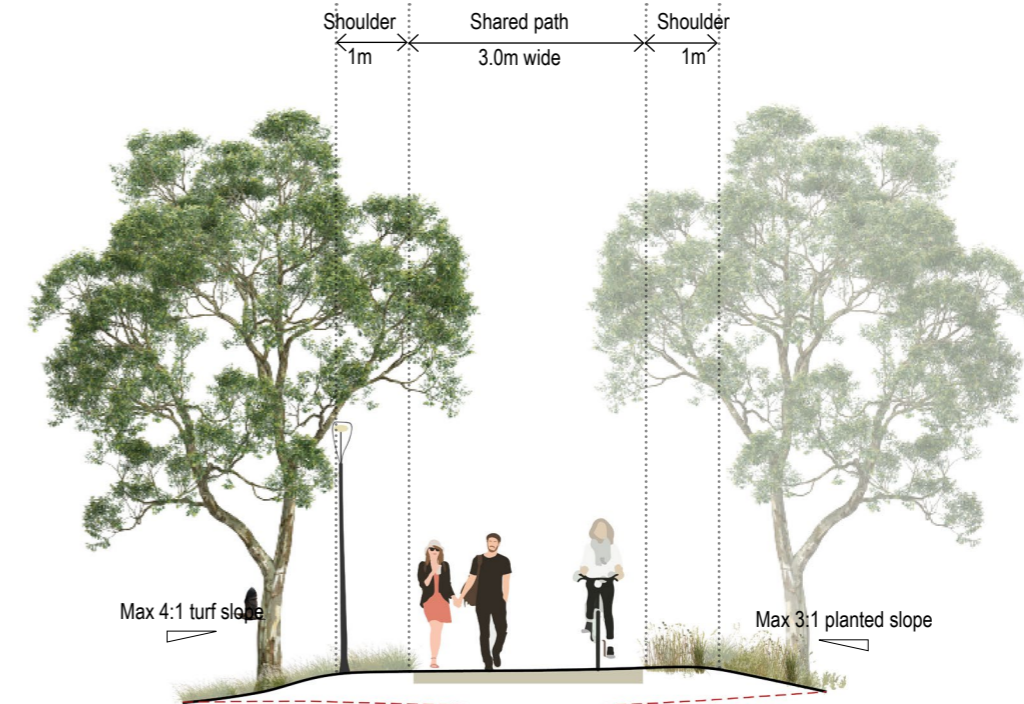 Shoulder
Shared path
Shoulder
1m
3.0m wide
1m
Max 4:1 turf slope
Max 3:1 planted slope